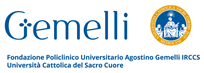 Gemelli
Fondazione Policlinico Universitario Agostino Gemelli IRCCS
Università Cattolica del Sacro Cuore